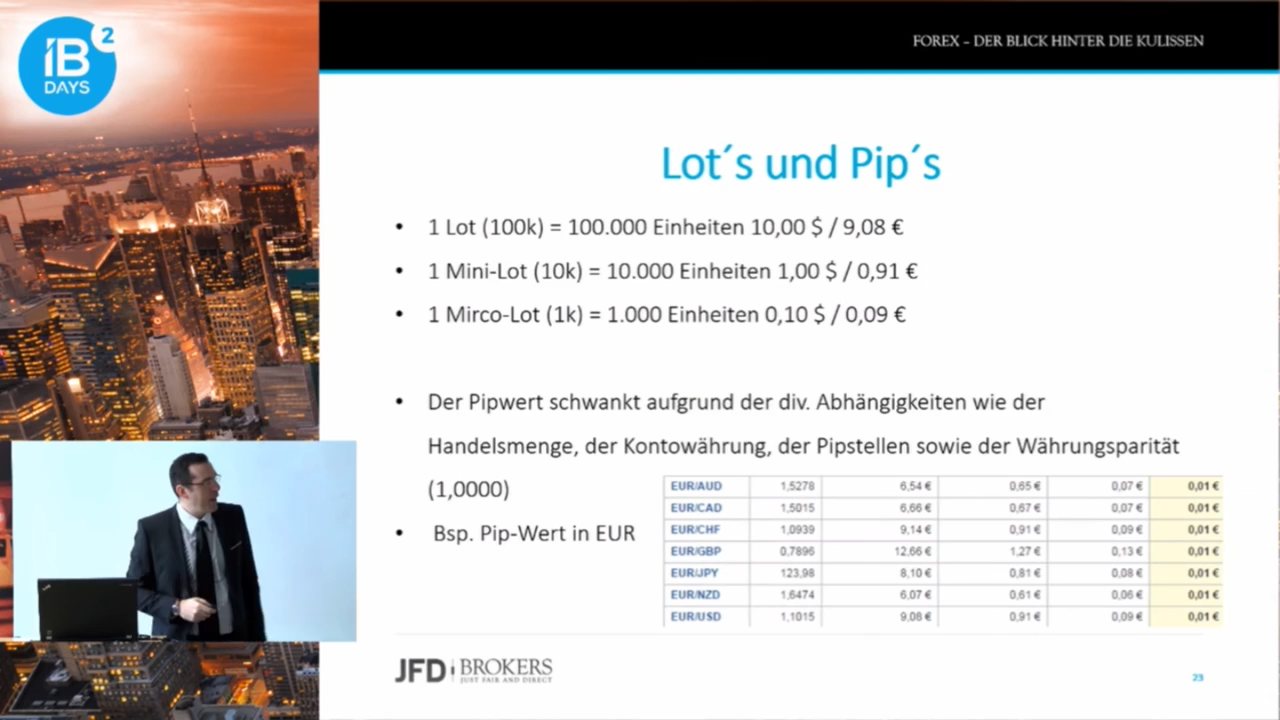 iB 2
DAYS
FOREX – DER BLICK HINTER DIE KULISSEN
Lot´s und Pip´s
• 1 Lot (100k) = 100.000 Einheiten 10,00 $ / 9,08 €
• 1 Mini-Lot (10k) = 10.000 Einheiten 1,00 $ / 0,91 €
• 1 Mirco-Lot (1k) = 1.000 Einheiten 0,10 $ / 0,09 €
• Der Pipwert schwankt aufgrund der div. Abhängigkeiten wie der
Handelsmenge, der Kontowährung, der Pipstellen sowie der Währungsparität
(1,0000)
• Bsp. Pip-Wert in EUR
EUR/AUD 1,5278 6,54 € 0,65 € 0,07 € 0,01 €
EUR/CAD 1,5015 6,66 € 0,67 € 0,07 € 0,01 €
EUR/CHF 1,0939 9,14 € 0,91 € 0,09 € 0,01 €
EUR/GBP 0,7896 12,66 € 1,27 € 0,13 € 0,01 €
EUR/JPY 123,98 8,10 € 0,81 € 0,08 € 0,01 €
EUR/NZD 1,6474 6,07 € 0,61 € 0,06 € 0,01 €
EUR/USD 1,1015 9,08 € 0,91 € 0,09 € 0,01 €
JFD BROKERS
JUST FAIR AND DIRECT
23